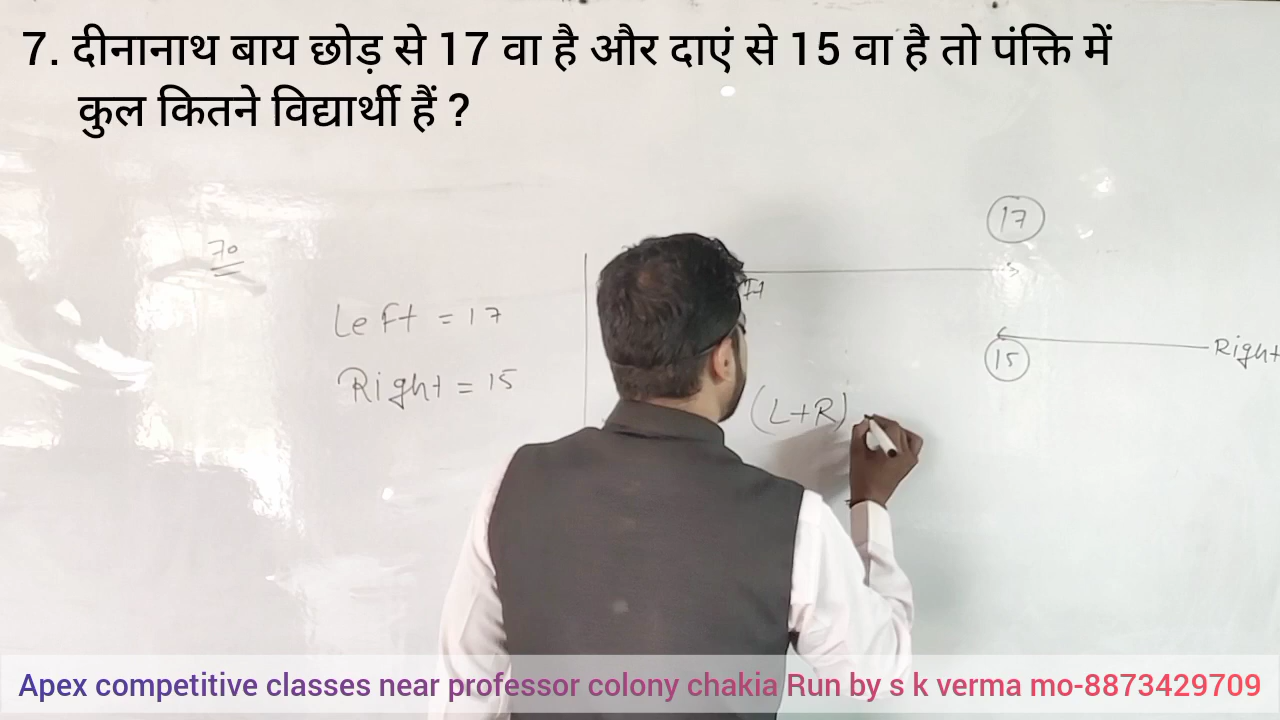 7. दीनानाथ बाय छोड़ से 17 वा है और दाएं से 15 वा है तो पंक्ति में
कुल कितने विद्यार्थी हैं ?
17
70
Left = 17
Right
15
Right = 15
(L+R)
Apex competitive classes near professor colony chakia Run by s k verma mo-8873429709